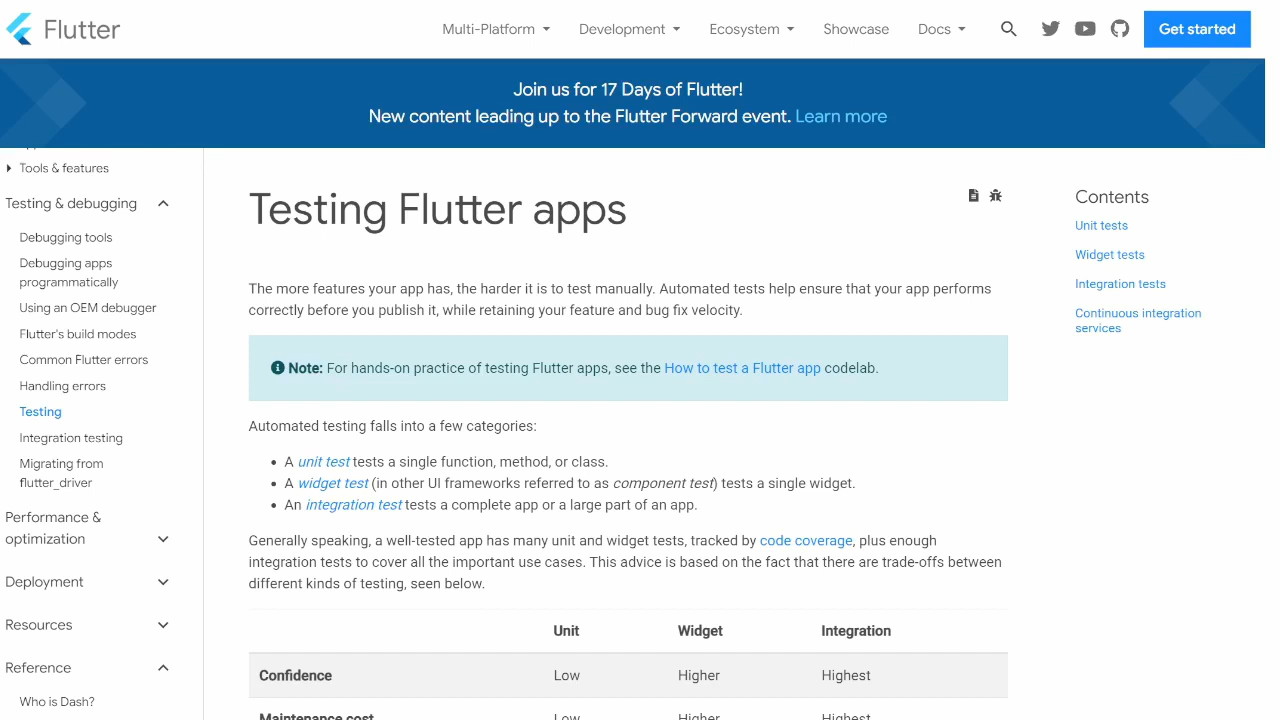 Flutter
Multi-Platform
Development
Ecosystem
Showcase
Docs
Get started
Join us for 17 Days of Flutter!
New content leading up to the Flutter Forward event. Learn more
Tools & features
Testing & debugging
Debugging tools
Debugging apps
programmatically
Using an OEM debugger
Flutter's build modes
Common Flutter errors
Handling errors
Testing
Integration testing
Migrating from
flutter_driver
Performance &
optimization
Deployment
Resources
Reference
Who is Dash?
Testing Flutter apps
The more features your app has, the harder it is to test manually. Automated tests help ensure that your app performs
correctly before you publish it, while retaining your feature and bug fix velocity.
Note: For hands-on practice of testing Flutter apps, see the How to test a Flutter app codelab.
Automated testing falls into a few categories:
• A unit test tests a single function, method, or class.
• A widget test (in other UI frameworks referred to as component test) tests a single widget.
• An integration test tests a complete app or a large part of an app.
Generally speaking, a well-tested app has many unit and widget tests, tracked by code coverage, plus enough
integration tests to cover all the important use cases. This advice is based on the fact that there are trade-offs between
different kinds of testing, seen below.
Unit Widget Integration
Confidence Low Higher Highest
Maintenance cost Low Higher Highest
Contents
Unit tests
Widget tests
Integration tests
Continuous integration
services